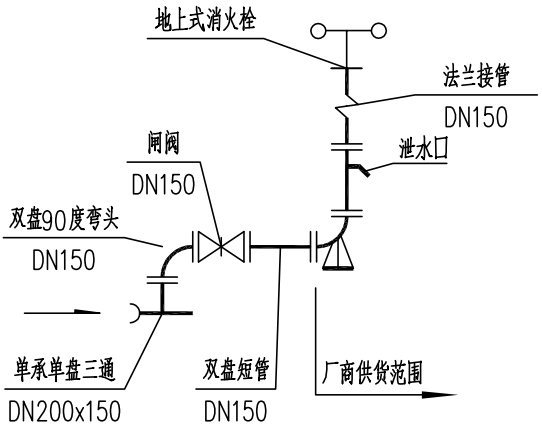 地上式消火栓
法兰接管
DN150
泄水口
闸阀
DN150
双盘90度弯头
DN150
单承单盘三通
DN200x150
双盘短管
DN150
厂商供货范围